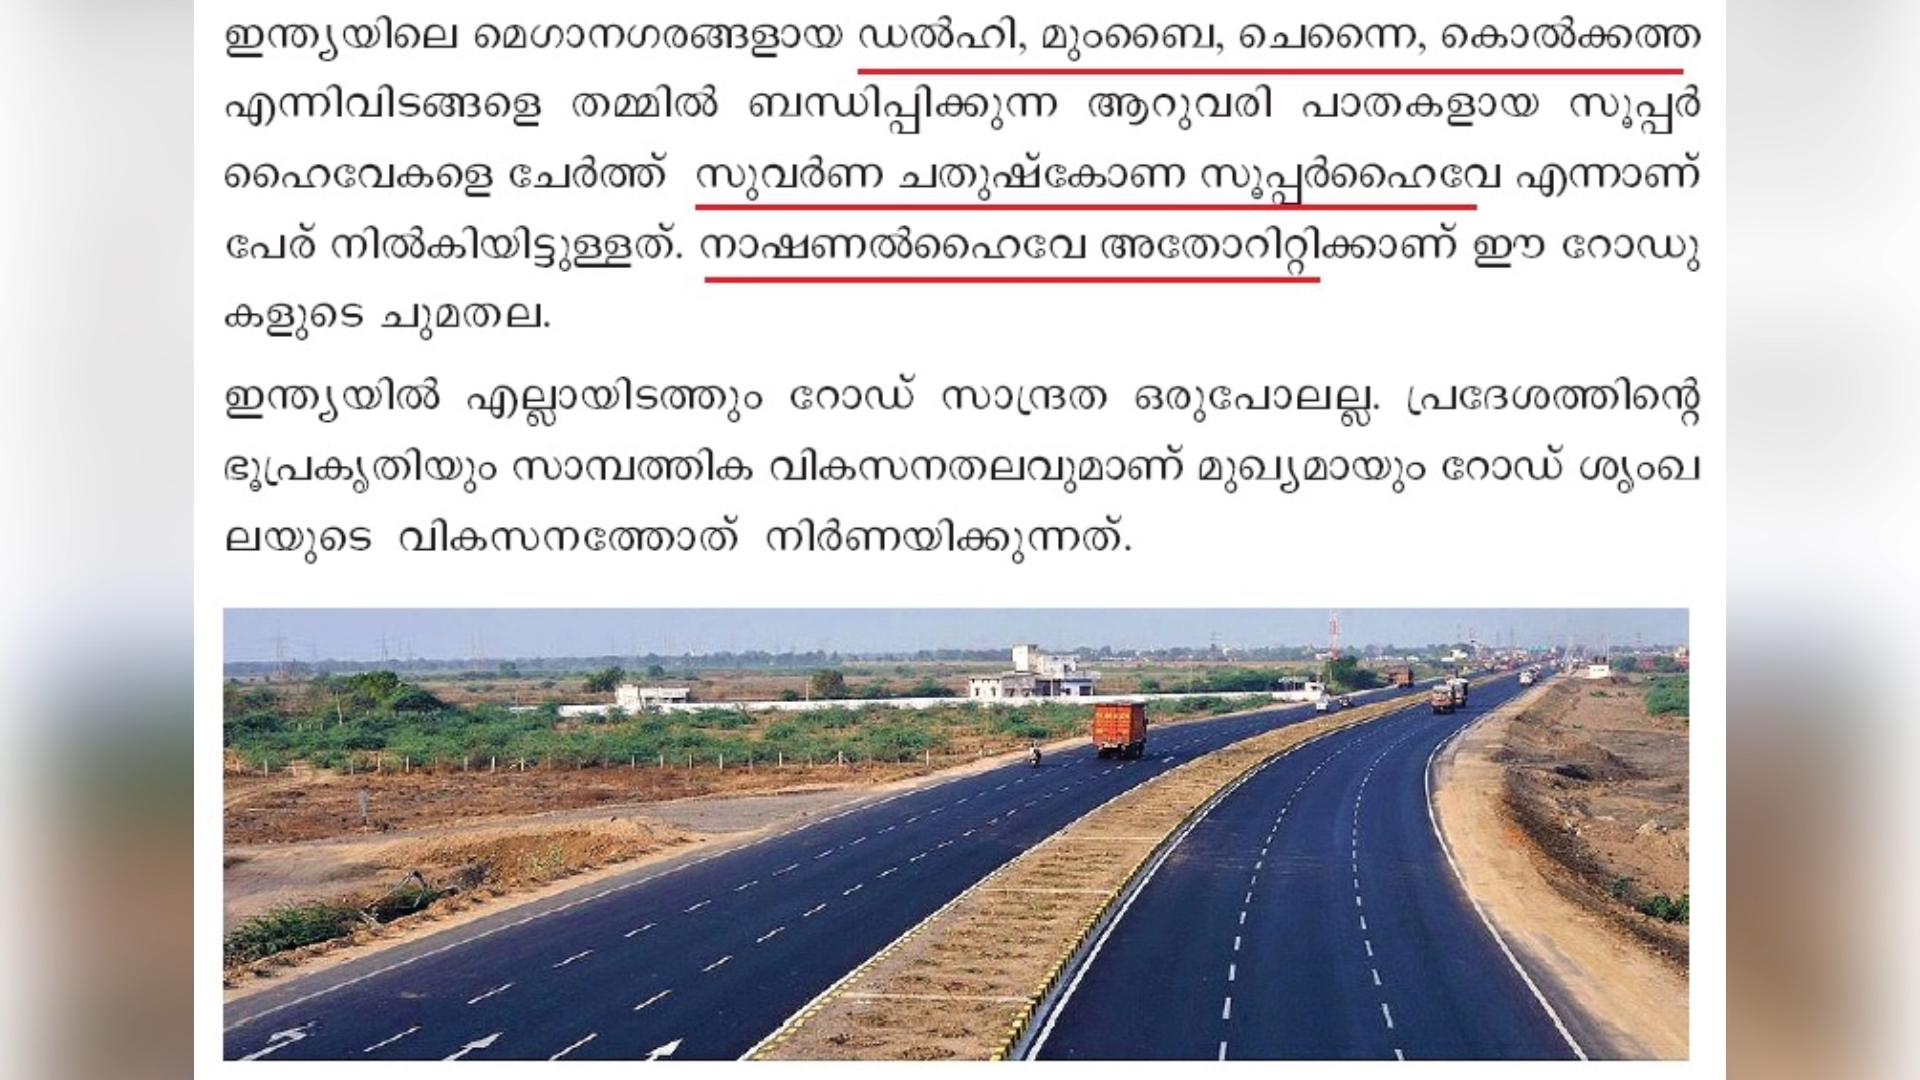 ഇന്ത്യയിലെ മെഗാനഗരങ്ങളായ ഡൽഹി, മുംബൈ, ചെന്നൈ, കൊൽക്കത്ത
എന്നിവിടങ്ങളെ തമ്മിൽ ബന്ധിപ്പിക്കുന്ന ആറുവരി പാതകളായ സൂപ്പർ
ഹൈവേകളെ ചേർത്ത് സുവർണ ചതുഷ്കോണ സൂപ്പർഹൈവേ എന്നാണ്
പേര് നൽകിയിട്ടുള്ളത്. നാഷണൽഹൈവേ അതോറിറ്റിക്കാണ് ഈ റോഡു
കളുടെ ചുമതല.
ഇന്ത്യയിൽ എല്ലായിടത്തും റോഡ് സാന്ദ്രത ഒരുപോലല്ല. പ്രദേശത്തിന്റെ
ഭൂപ്രകൃതിയും സാമ്പത്തിക വികസനതലവുമാണ് മുഖ്യമായും റോഡ് ശൃംഖ
ലയുടെ വികസനത്തോത് നിർണയിക്കുന്നത്.